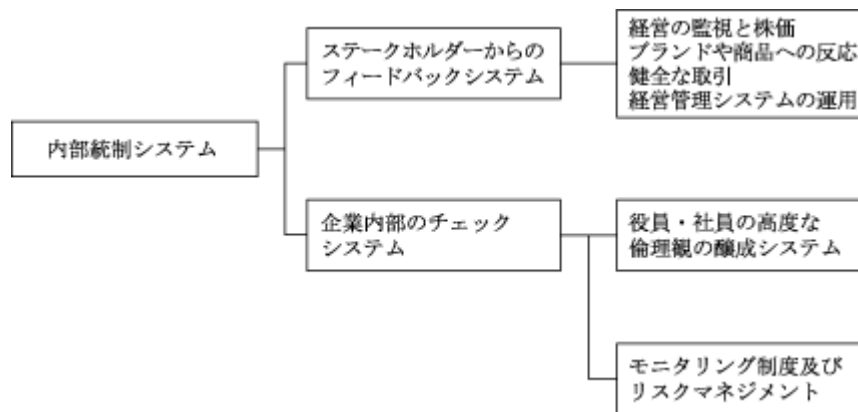 内部統制システム
ステークホルダーからの
フィードバックシステム
経営の監視と株価
ブランドや商品への反応
健全な取引
経営管理システムの運用
企業内部のチェック
システム
役員・社員の高度な
倫理観の醸成システム
モニタリング制度及び
リスクマネジメント